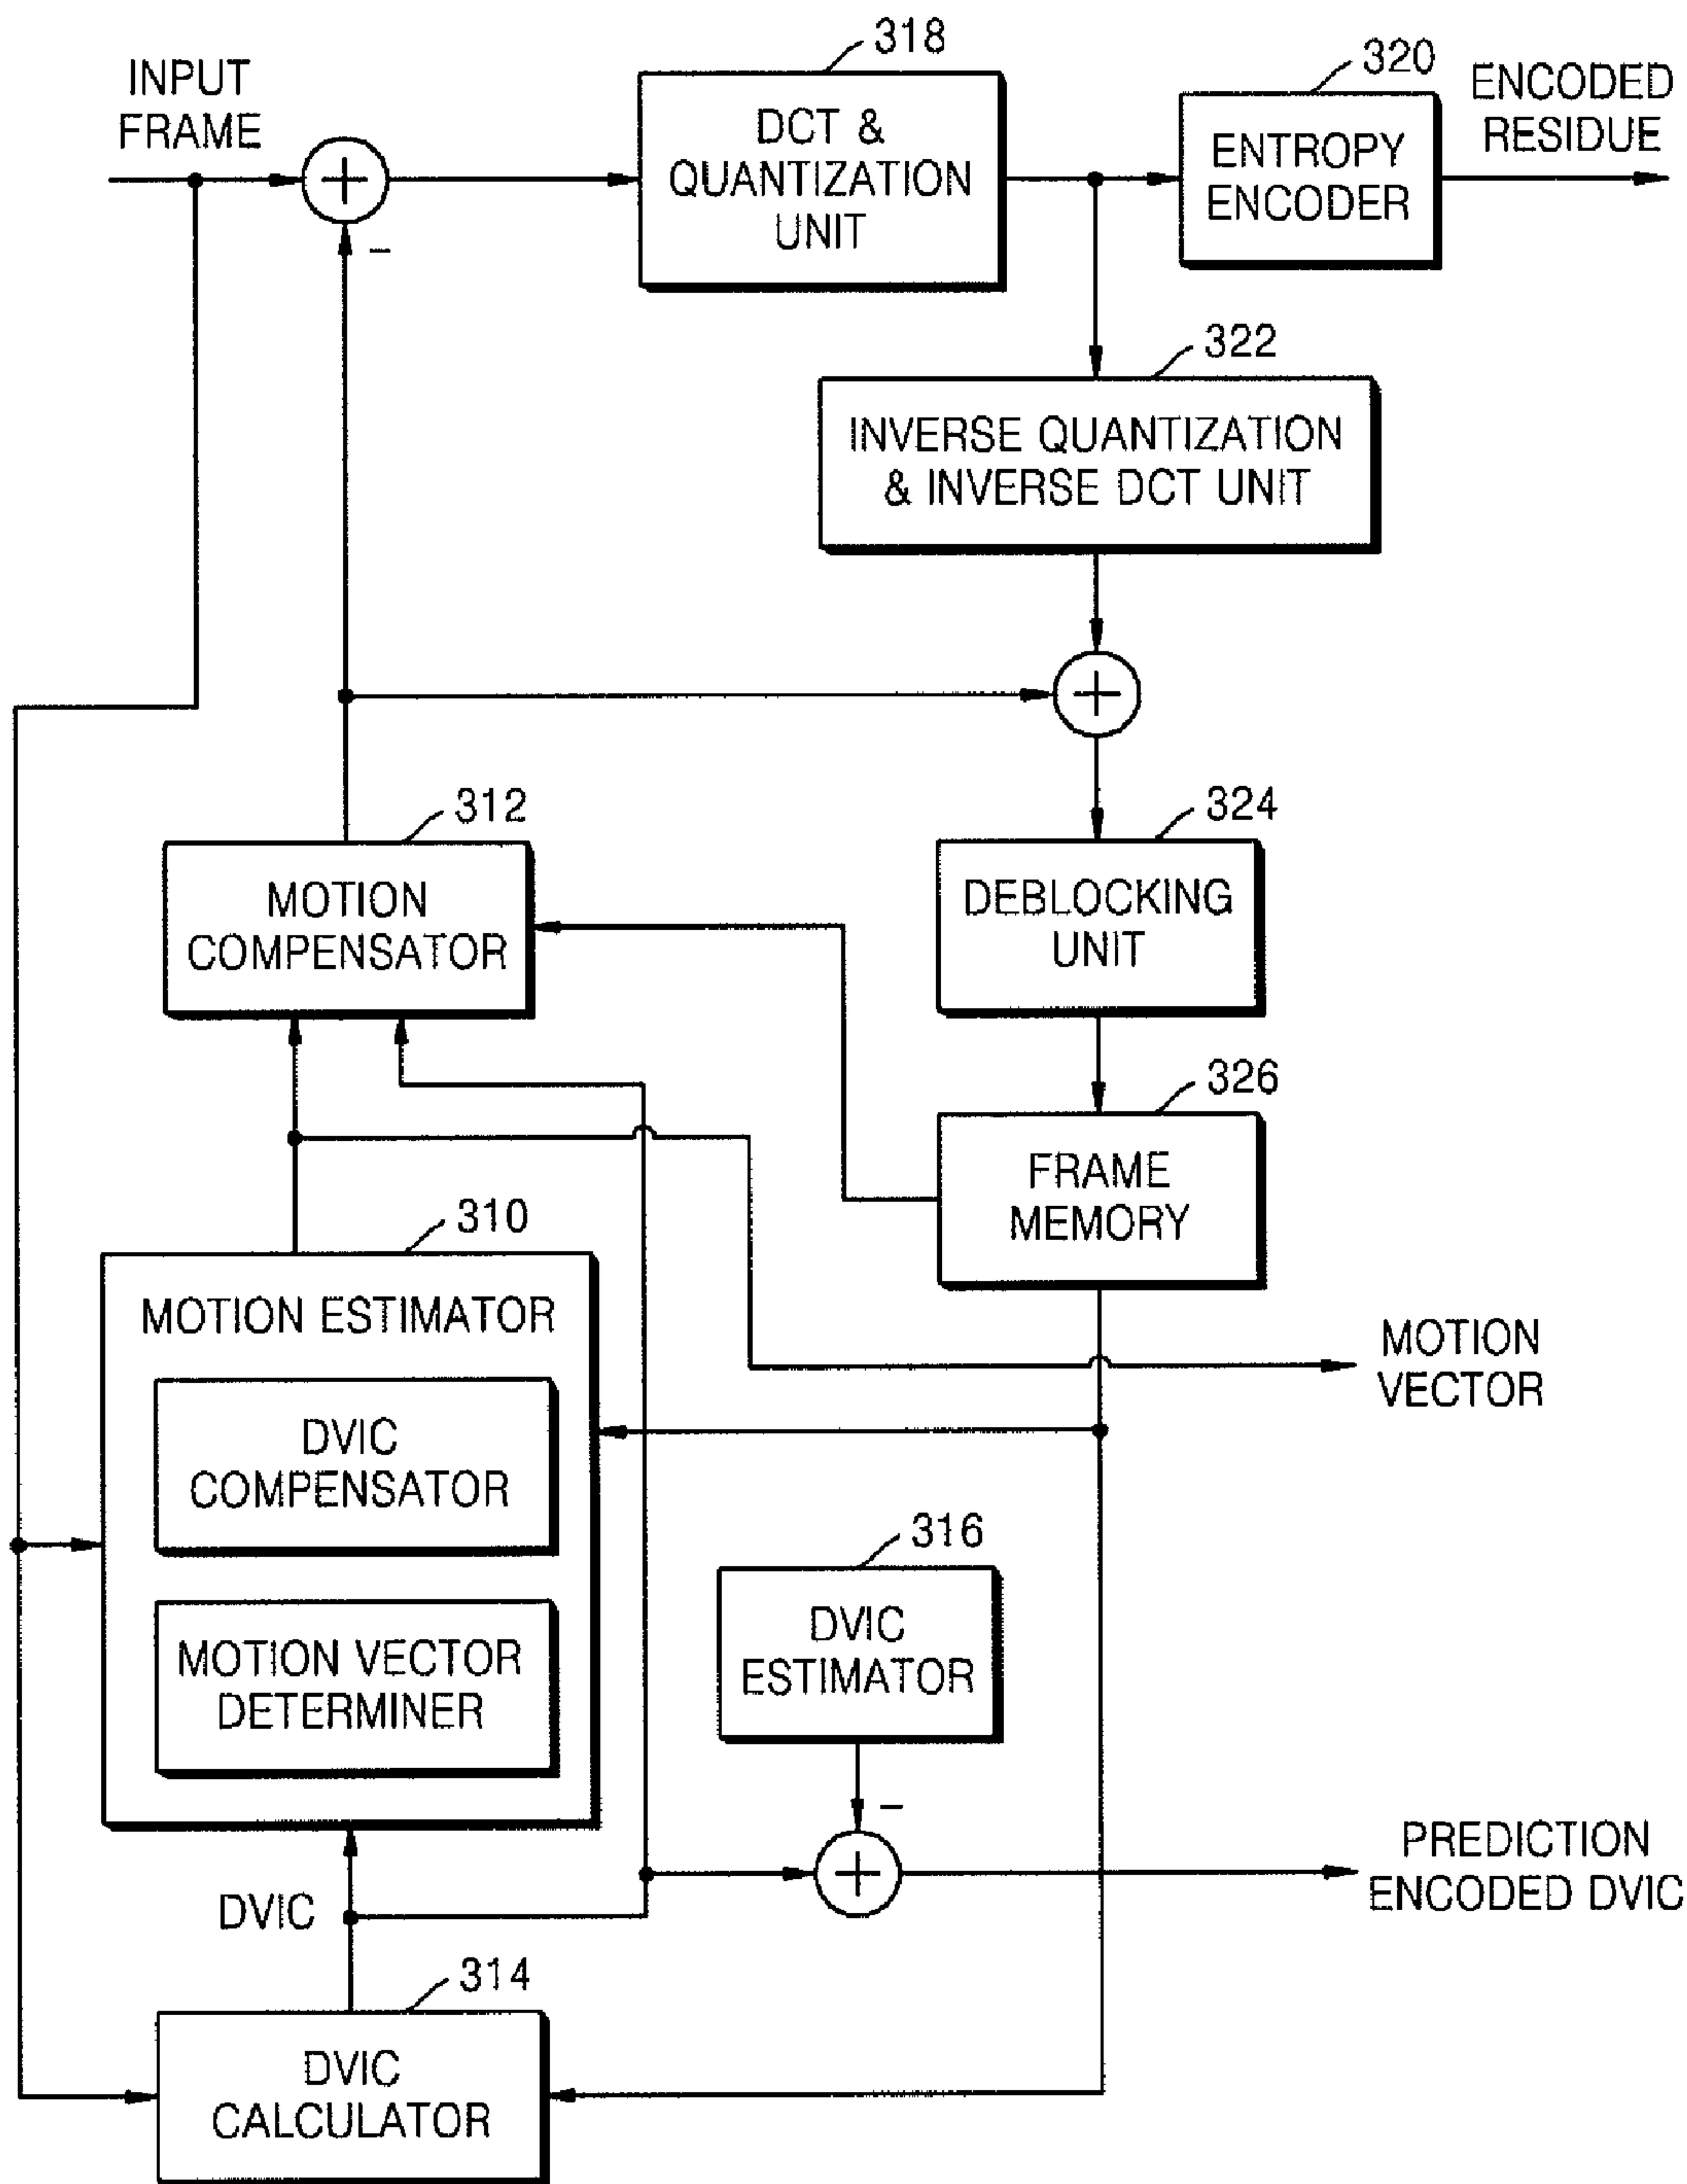 INPUT
FRAME
318
DCT &
QUANTIZATION
UNIT
320
ENTROPY
ENCODER
ENCODED
RESIDUE
-
322
INVERSE QUANTIZATION
& INVERSE DCT UNIT
312
MOTION
COMPENSATOR
324
DEBLOCKING
UNIT
326
FRAME
MEMORY
310
MOTION ESTIMATOR
DVIC
COMPENSATOR
MOTION VECTOR
DETERMINER
MOTION
VECTOR
316
DVIC
ESTIMATOR
-
PREDICTION
ENCODED DVIC
DVIC
314
DVIC
CALCULATOR